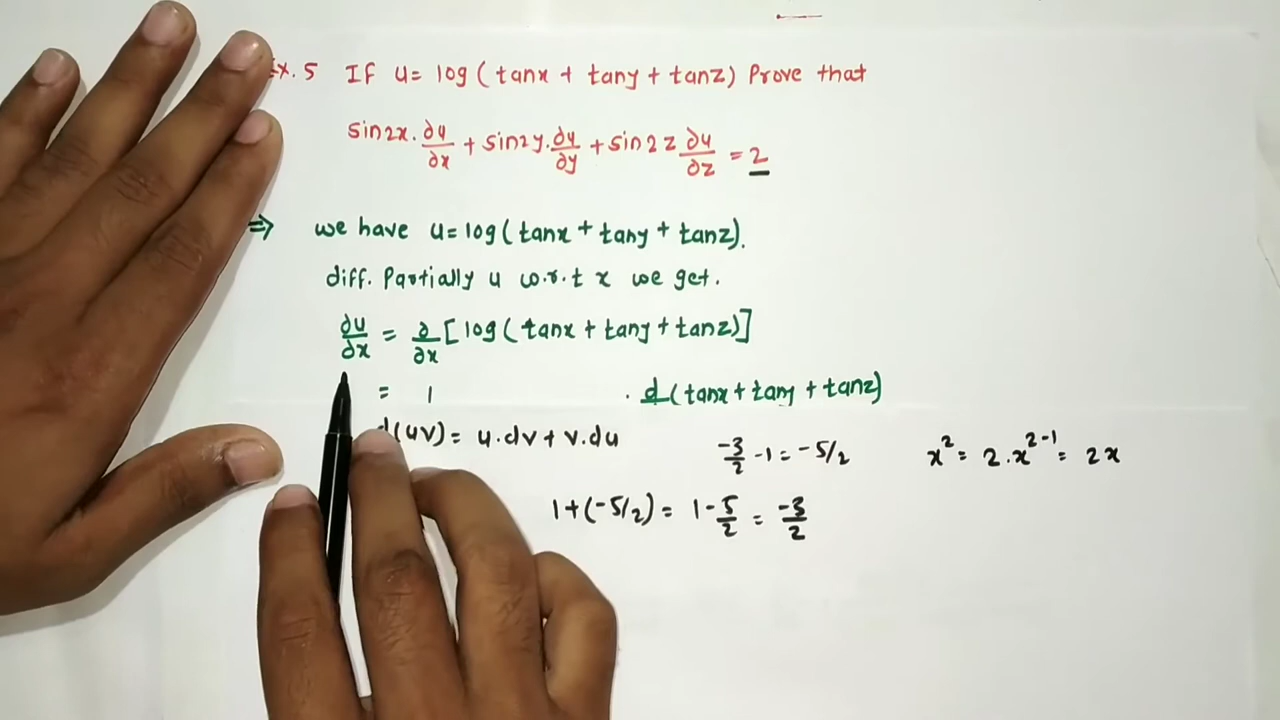 Ex. 5 If u= log ( tanx + tany + tanz) Prove that
sin2x. ∂u/∂x + sin2y. ∂u/∂y + sin2z ∂u/∂z = 2
⇒ we have u= log ( tanx + tany + tanz).
diff. Partially u w.r.t x we get.
∂u/∂x = ∂/∂x [ log ( tanx + tany + tanz) ]
= 1 . d (tanx + tany + tanz)
d(uv) = u.dv + v.du
-3/2 -1 = -5/2 x² = 2.x²⁻¹ = 2x
1+(-5/2) = 1-5/2 = -3/2